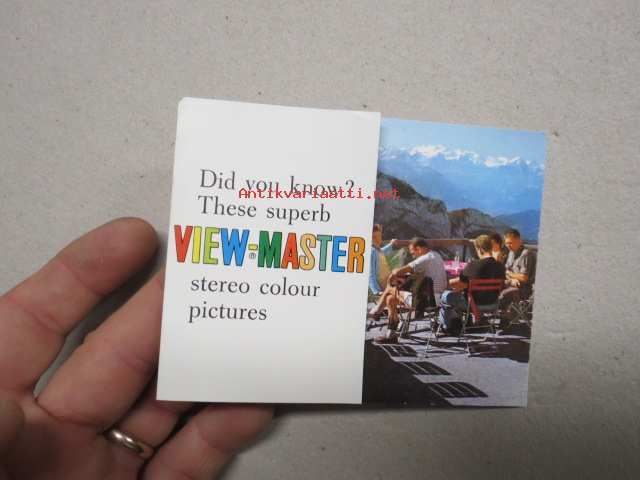 Did you know?
Antikvariaatti.net
These superb
VIEW-MASTER
®
stereo colour
pictures